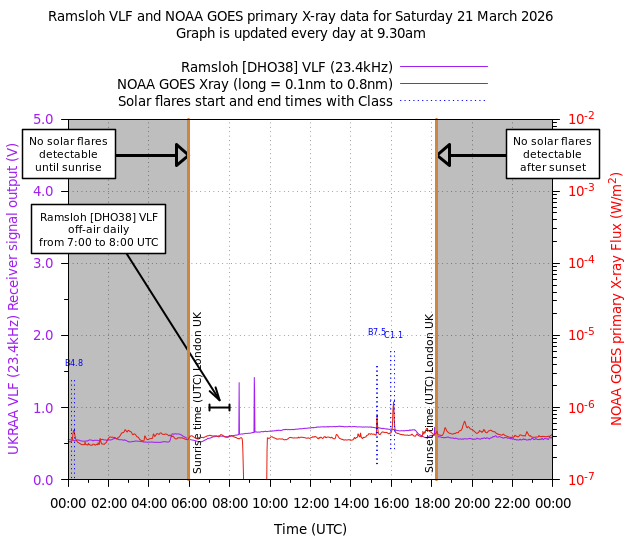 Ramsloh VLF and NOAA GOES primary X-ray data for Saturday 21 March 2026
Graph is updated every day at 9.30am
Ramsloh [DHO38] VLF (23.4kHz)
NOAA GOES Xray (long = 0.1nm to 0.8nm)
Solar flares start and end times with Class
5.0
4.0
3.0
2.0
1.0
0.0
UKRAA VLF (23.4kHz) Receiver signal output (V)
No solar flares
detectable
until sunrise
Ramsloh [DHO38] VLF
off-air daily
from 7:00 to 8:00 UTC
B4.8
Sunrise time (UTC) London UK
B7.5
C1.1
Sunset time (UTC) London UK
No solar flares
detectable
after sunset
10^-2
10^-3
10^-4
10^-5
10^-6
10^-7
NOAA GOES primary X-ray Flux (W/m²)
00:00 02:00 04:00 06:00 08:00 10:00 12:00 14:00 16:00 18:00 20:00 22:00 00:00
Time (UTC)